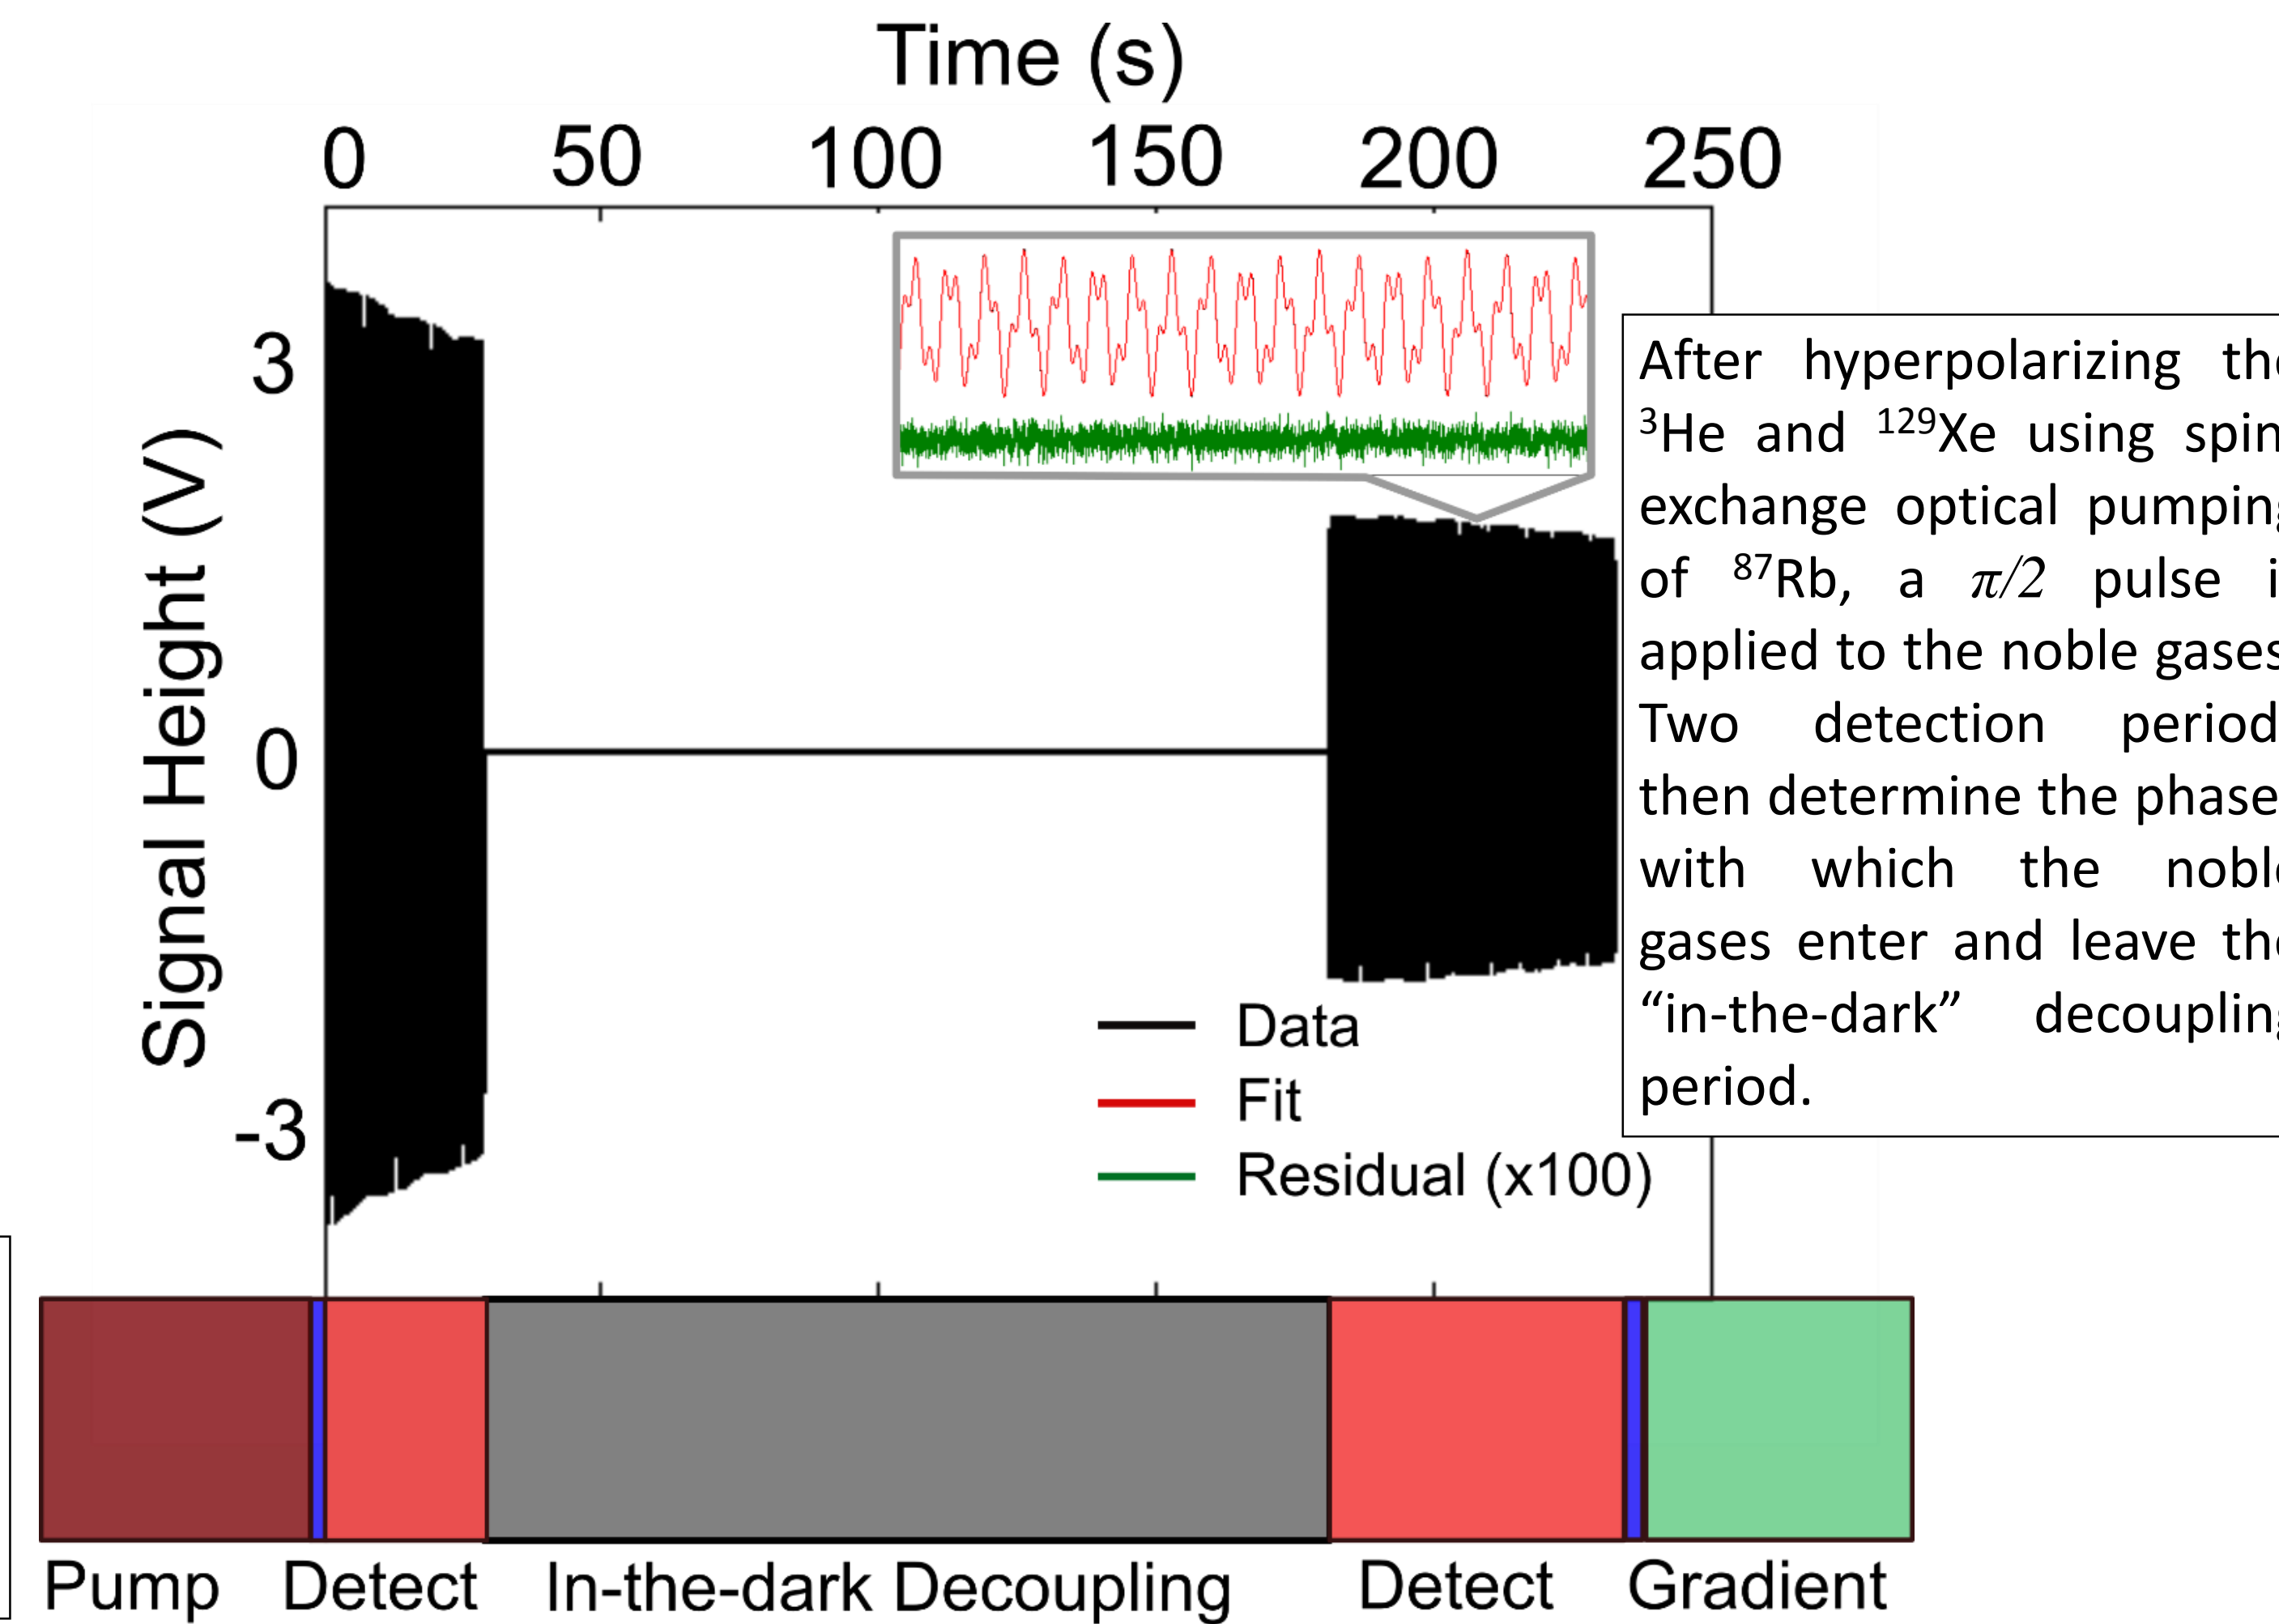 Time (s)
0 50 100 150 200 250
Signal Height (V)
3
0
-3
After hyperpolarizing the
³He and ¹²⁹Xe using spin
exchange optical pumping
of ⁸⁷Rb, a π/2 pulse
applied to the noble gases
Two detection period
then determine the phase
with which the noble
gases enter and leave the
“in-the-dark” decoupling
period.
Data
Fit
Residual (x100)
Pump Detect In-the-dark Decoupling Detect Gradient